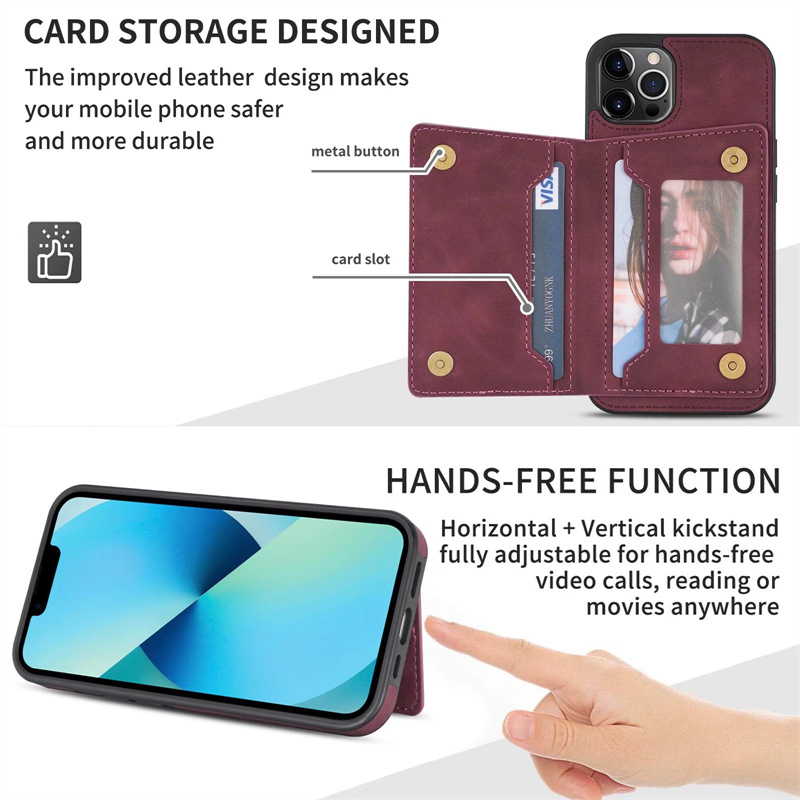 CARD STORAGE DESIGNED
The improved leather design makes
your mobile phone safer
and more durable
metal button
card slot
VISA
ZHUANYOGNK
HANDS-FREE FUNCTION
Horizontal + Vertical kickstand
fully adjustable for hands-free
video calls, reading or
movies anywhere